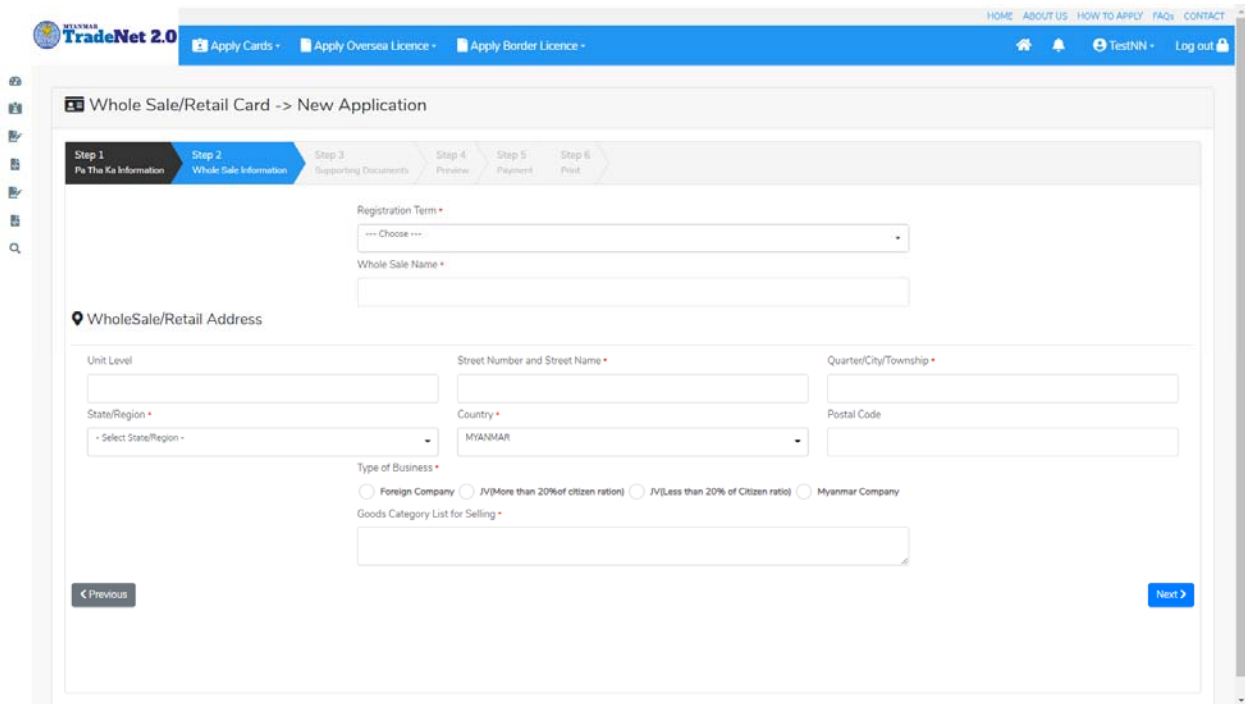 HOME ABOUT US HOW TO APPLY FAQs CONTACT
MYANMAR
TradeNet 2.0
Apply Cards Apply Oversea Licence Apply Border Licence TestNN Log out
Whole Sale/Retail Card -> New Application
Step 1 Step 2 Step 3 Step 4 Step 5 Step 6
Pa Tha Ka Information Whole Sale Information Supporting Documents Preview Payment Print
Registration Term *
--- Choose ---
Whole Sale Name *
WholeSale/Retail Address
Unit Level Street Number and Street Name * Quarter/City/Township *
State/Region * Country * Postal Code
- Select State/Region - MYANMAR
Type of Business *
Foreign Company JV(More than 20%of citizen ration) JV(Less than 20% of Citizen ratio) Myanmar Company
Goods Category List for Selling *
Previous Next